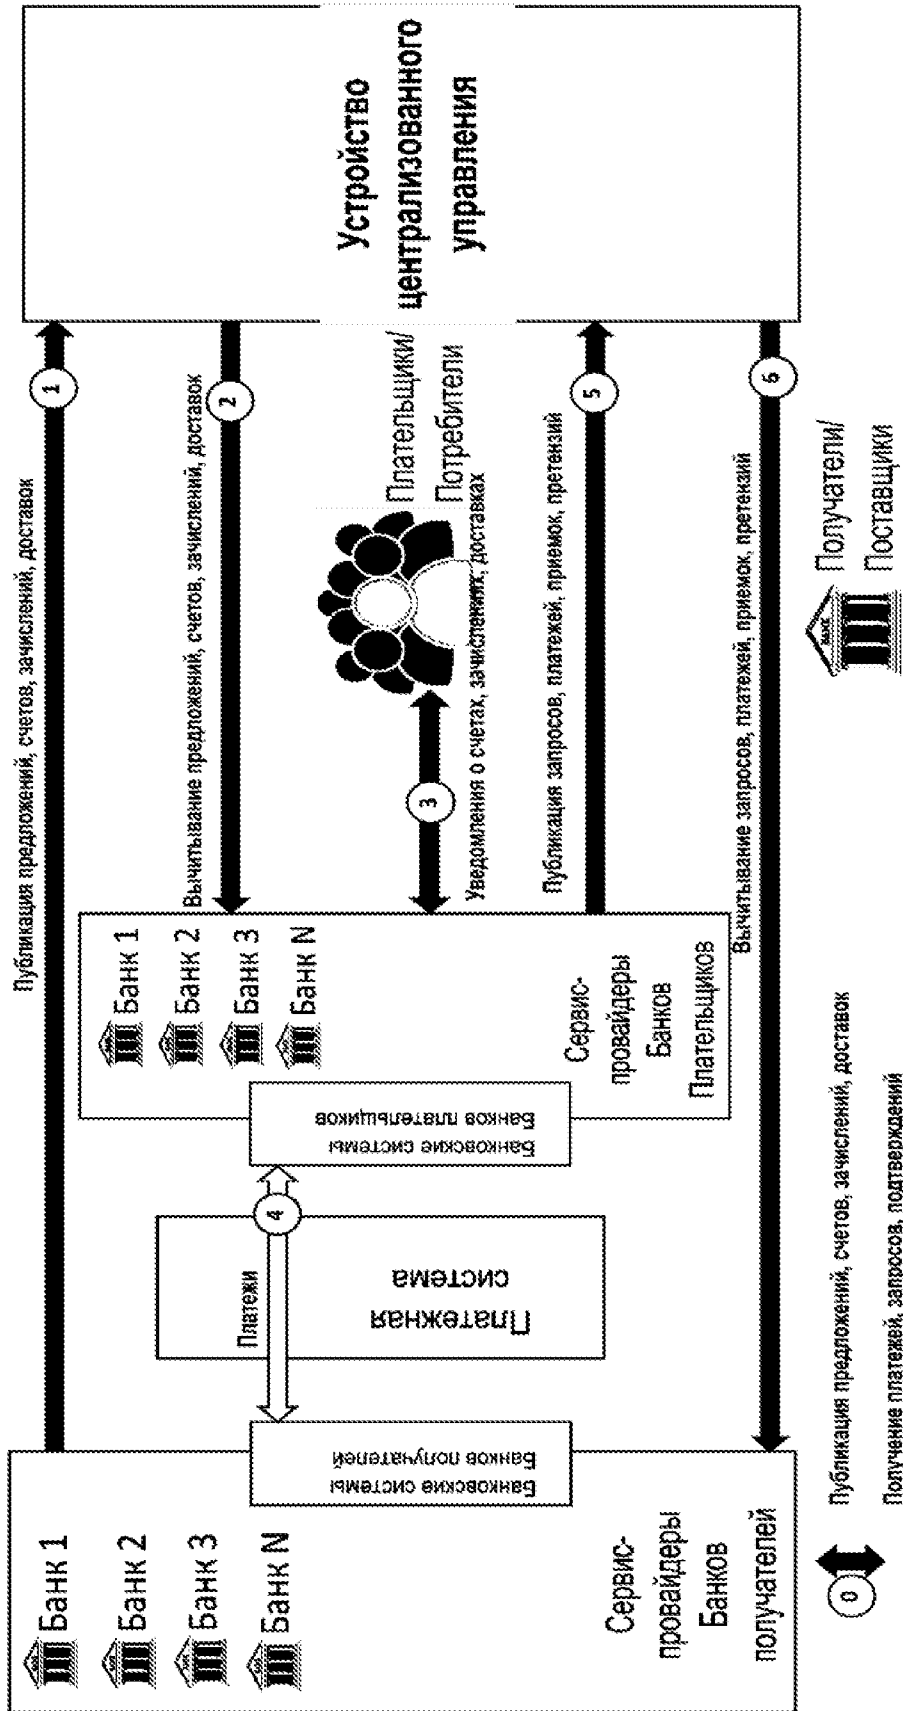 Устройство
централизованного
управления
1
Публикация предложений, счетов, зачислений, доставок
2
Вычитывание предложений, счетов, зачислений, доставок
Плательщики/
Потребители
3
Уведомления о счетах, зачислениях, доставках
5
Публикация запросов, платежей, приемок, претензий
6
Вычитывание запросов, платежей, приемок, претензий
Банк 1
Банк 2
Банк 3
Банк N
Сервис-
провайдеры
Банков
Плательщиков
Банковские системы
Банков плательщиков
4
Платежи
Платежная
система
Банковские системы
Банков получателей
Банк 1
Банк 2
Банк 3
Банк N
Сервис-
провайдеры
Банков
получателей
0
Публикация предложений, счетов, зачислений, доставок
Получение платежей, запросов, подтверждений
BANK
Получатели/
Поставщики